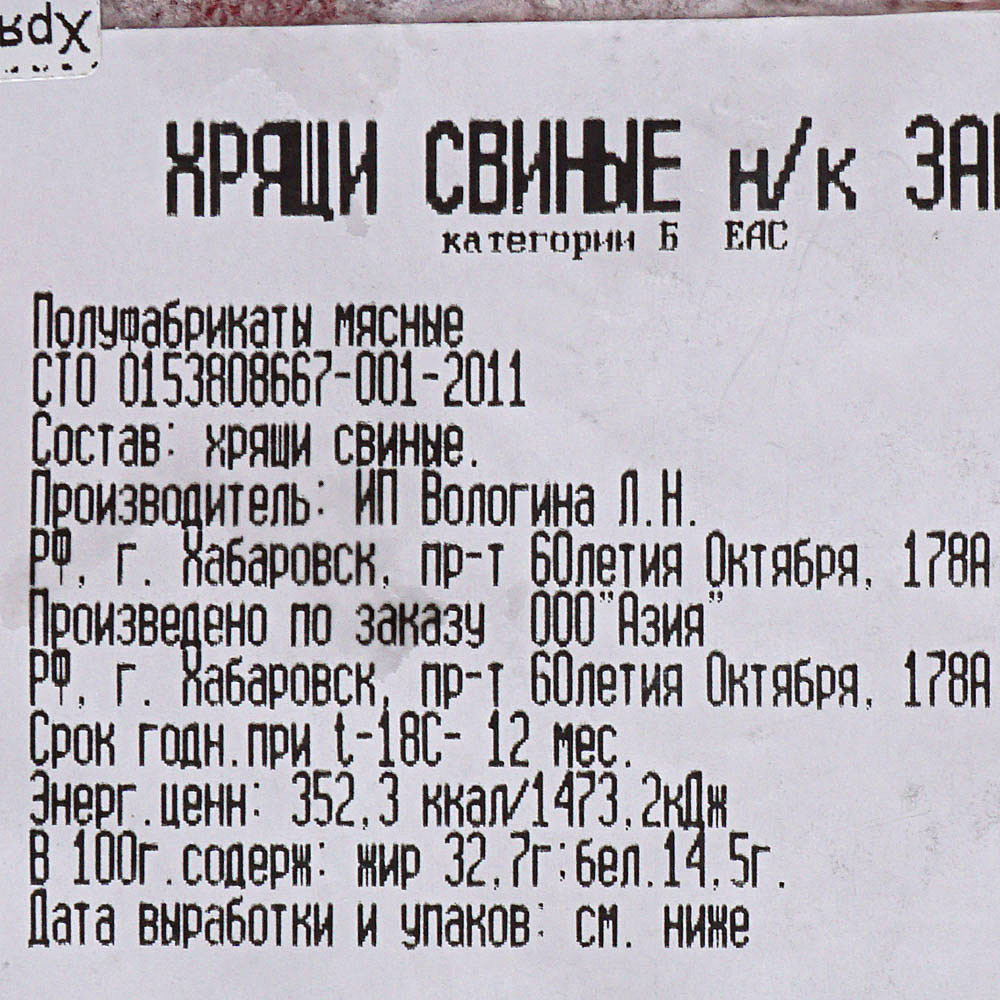 ХРЯЩИ СВИНЫЕ н/к
категории Б ЕАС
Полуфабрикаты мясные
СТО 0153808667-001-2011
Состав: хрящи свиные.
Производитель: ИП Вологина Л.Н.
РФ, г. Хабаровск, пр-т 60летия Октября, 178А
Произведено по заказу ООО"Азия"
РФ, г. Хабаровск, пр-т 60летия Октября, 178А
Срок годн.при t-18С- 12 мес.
Энерг.ценн: 352,3 ккал/1473,2кДж
В 100г.содерж: жир 32,7г;бел.14,5г.
Дата выработки и упаков: см. ниже